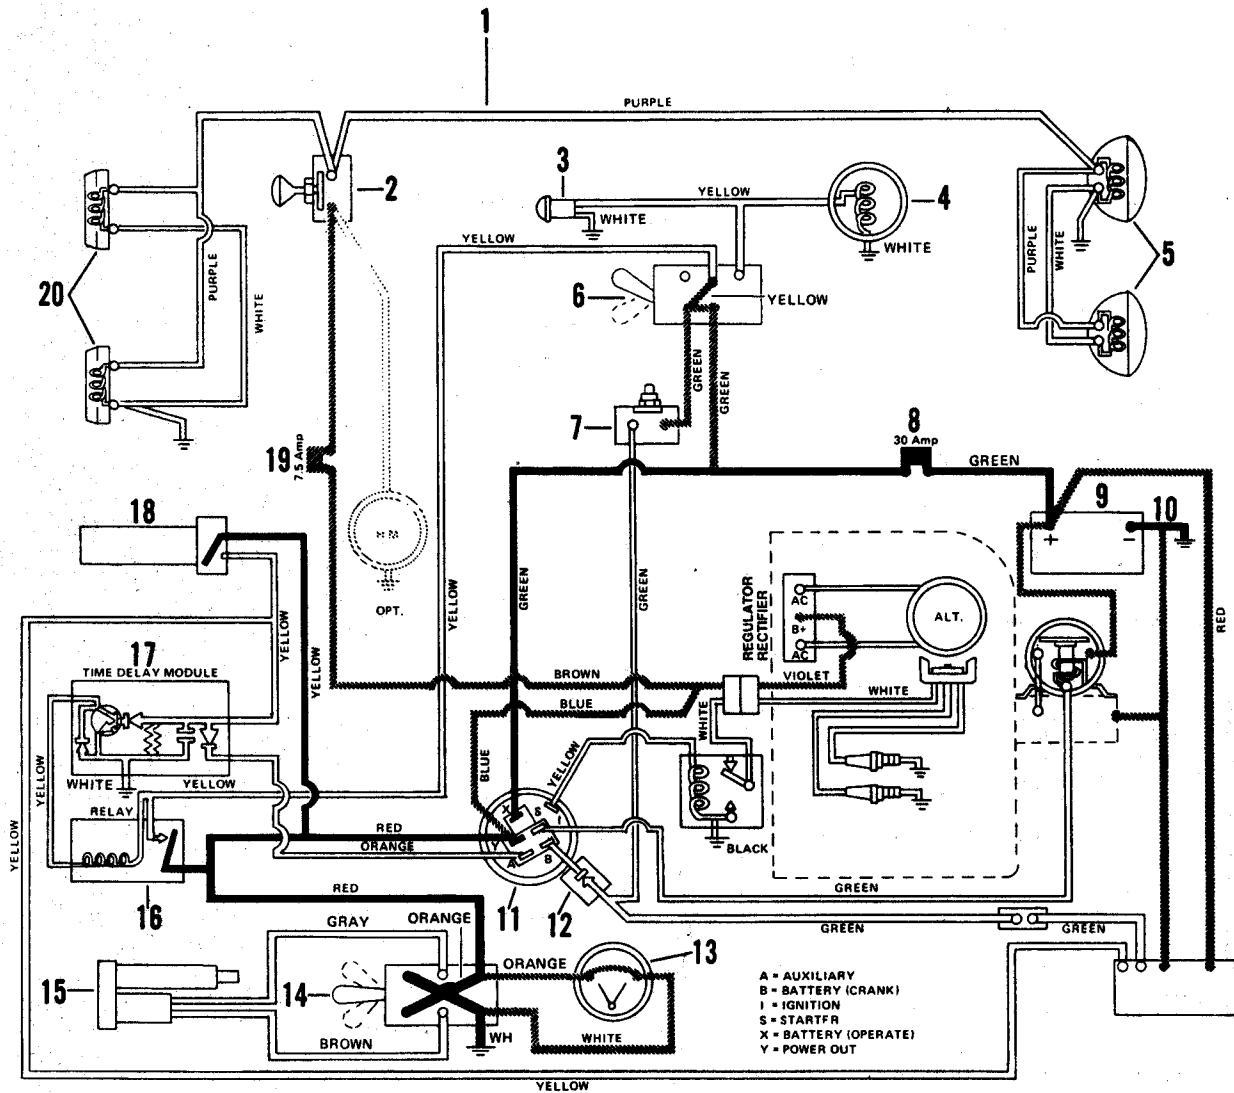 1
PURPLE
2
3
YELLOW
4
WHITE
WHITE
YELLOW
PURPLE
WHITE
5
20
PURPLE
WHITE
6
YELLOW
GREEN
GREEN
7
8
30 Amp
GREEN
19
7.5 Amp
9
10
+
−
18
HM
OPT.
YELLOW
YELLOW
YELLOW
GREEN
GREEN
RED
REGULATOR
RECTIFIER
AC
B+
AC
ALT.
17
TIME DELAY MODULE
BROWN
VIOLET
WHITE
BLUE
WHITE
YELLOW
WHITE
YELLOW
BLUE
YELLOW
RELAY
X
S
I
Y
A
B
RED
ORANGE
BLACK
YELLOW
16
RED
11
12
GREEN
GREEN
GREEN
GRAY
ORANGE
ORANGE
13
15
14
WHITE
WH
BROWN
A = AUXILIARY
B = BATTERY (CRANK)
I = IGNITION
S = STARTER
X = BATTERY (OPERATE)
Y = POWER OUT
YELLOW